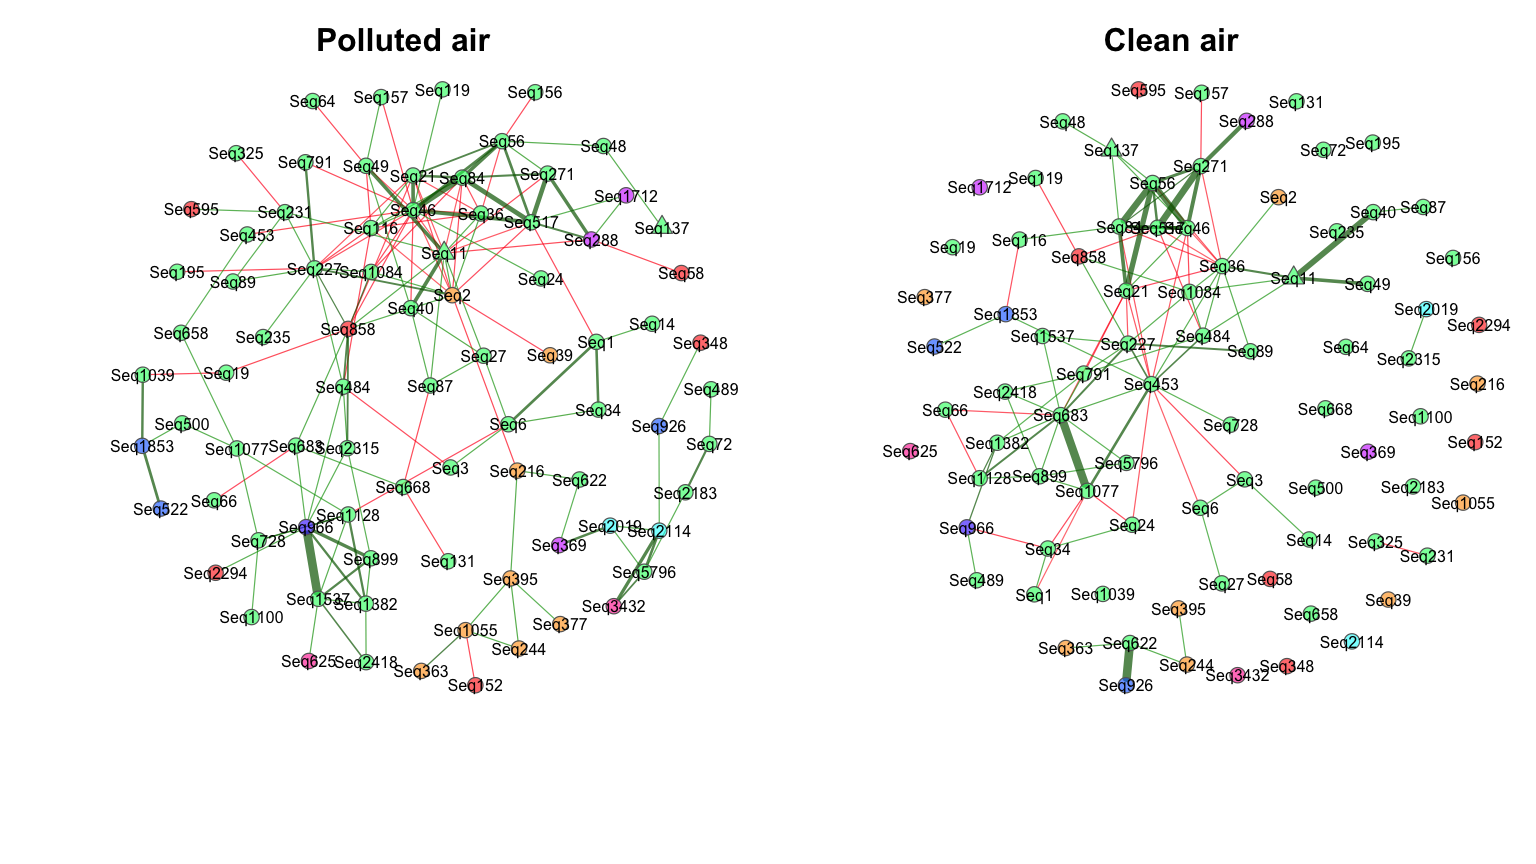 Polluted air
Seq64
Seq157
Seq119
Seq156
Seq56
Seq48
Seq325
Seq791
Seq49
Seq21
Seq84
Seq271
Seq1712
Seq595
Seq231
Seq46
Seq36
Seq517
Seq137
Seq453
Seq116
Seq288
Seq11
Seq195
Seq89
Seq227
Seq1084
Seq24
Seq58
Seq2
Seq40
Seq658
Seq235
Seq858
Seq14
Seq1
Seq348
Seq27
Seq39
Seq1039
Seq19
Seq484
Seq87
Seq489
Seq34
Seq500
Seq6
Seq926
Seq1853
Seq1077
Seq683
Seq2315
Seq72
Seq3
Seq216
Seq622
Seq668
Seq2183
Seq66
Seq522
Seq1128
Seq966
Seq2019
Seq2114
Seq728
Seq369
Seq899
Seq131
Seq2294
Seq395
Seq5796
Seq1537
Seq1382
Seq3432
Seq1100
Seq1055
Seq377
Seq244
Seq625
Seq2418
Seq363
Seq152
Clean air
Seq595
Seq157
Seq131
Seq48
Seq288
Seq137
Seq72
Seq195
Seq271
Seq1712
Seq119
Seq56
Seq2
Seq40
Seq87
Seq84
Seq517
Seq46
Seq235
Seq19
Seq116
Seq858
Seq36
Seq156
Seq11
Seq49
Seq377
Seq21
Seq1084
Seq1853
Seq2019
Seq2294
Seq522
Seq1537
Seq227
Seq484
Seq89
Seq64
Seq2315
Seq791
Seq453
Seq216
Seq2418
Seq66
Seq683
Seq728
Seq668
Seq1100
Seq625
Seq1382
Seq369
Seq152
Seq5796
Seq1128
Seq899
Seq1077
Seq3
Seq500
Seq2183
Seq1055
Seq6
Seq966
Seq24
Seq34
Seq14
Seq325
Seq231
Seq489
Seq1
Seq1039
Seq27
Seq58
Seq39
Seq395
Seq658
Seq363
Seq622
Seq2114
Seq244
Seq3432
Seq348
Seq926